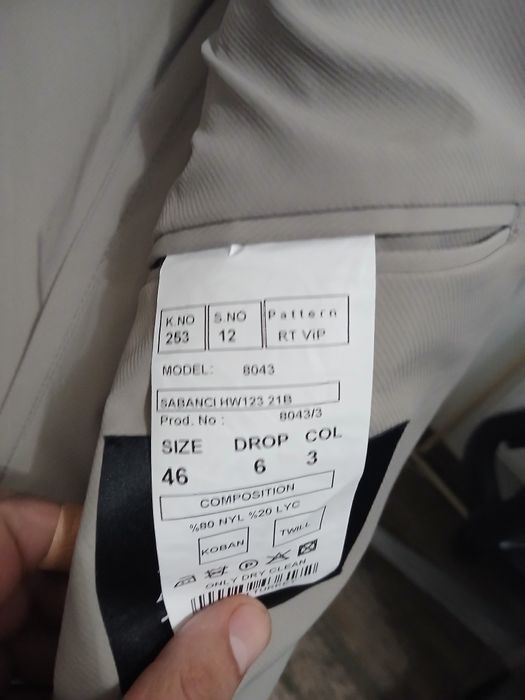 K.NO S.NO Pattern
253 12 RT ViP
MODEL: 8043
SABANCI HW123 21B
Prod. No : 8043/3
SIZE DROP COL
46 6 3
COMPOSITION
%80 NYL %20 LYC
KOBAN TWILL
ONLY DRY CLEAN